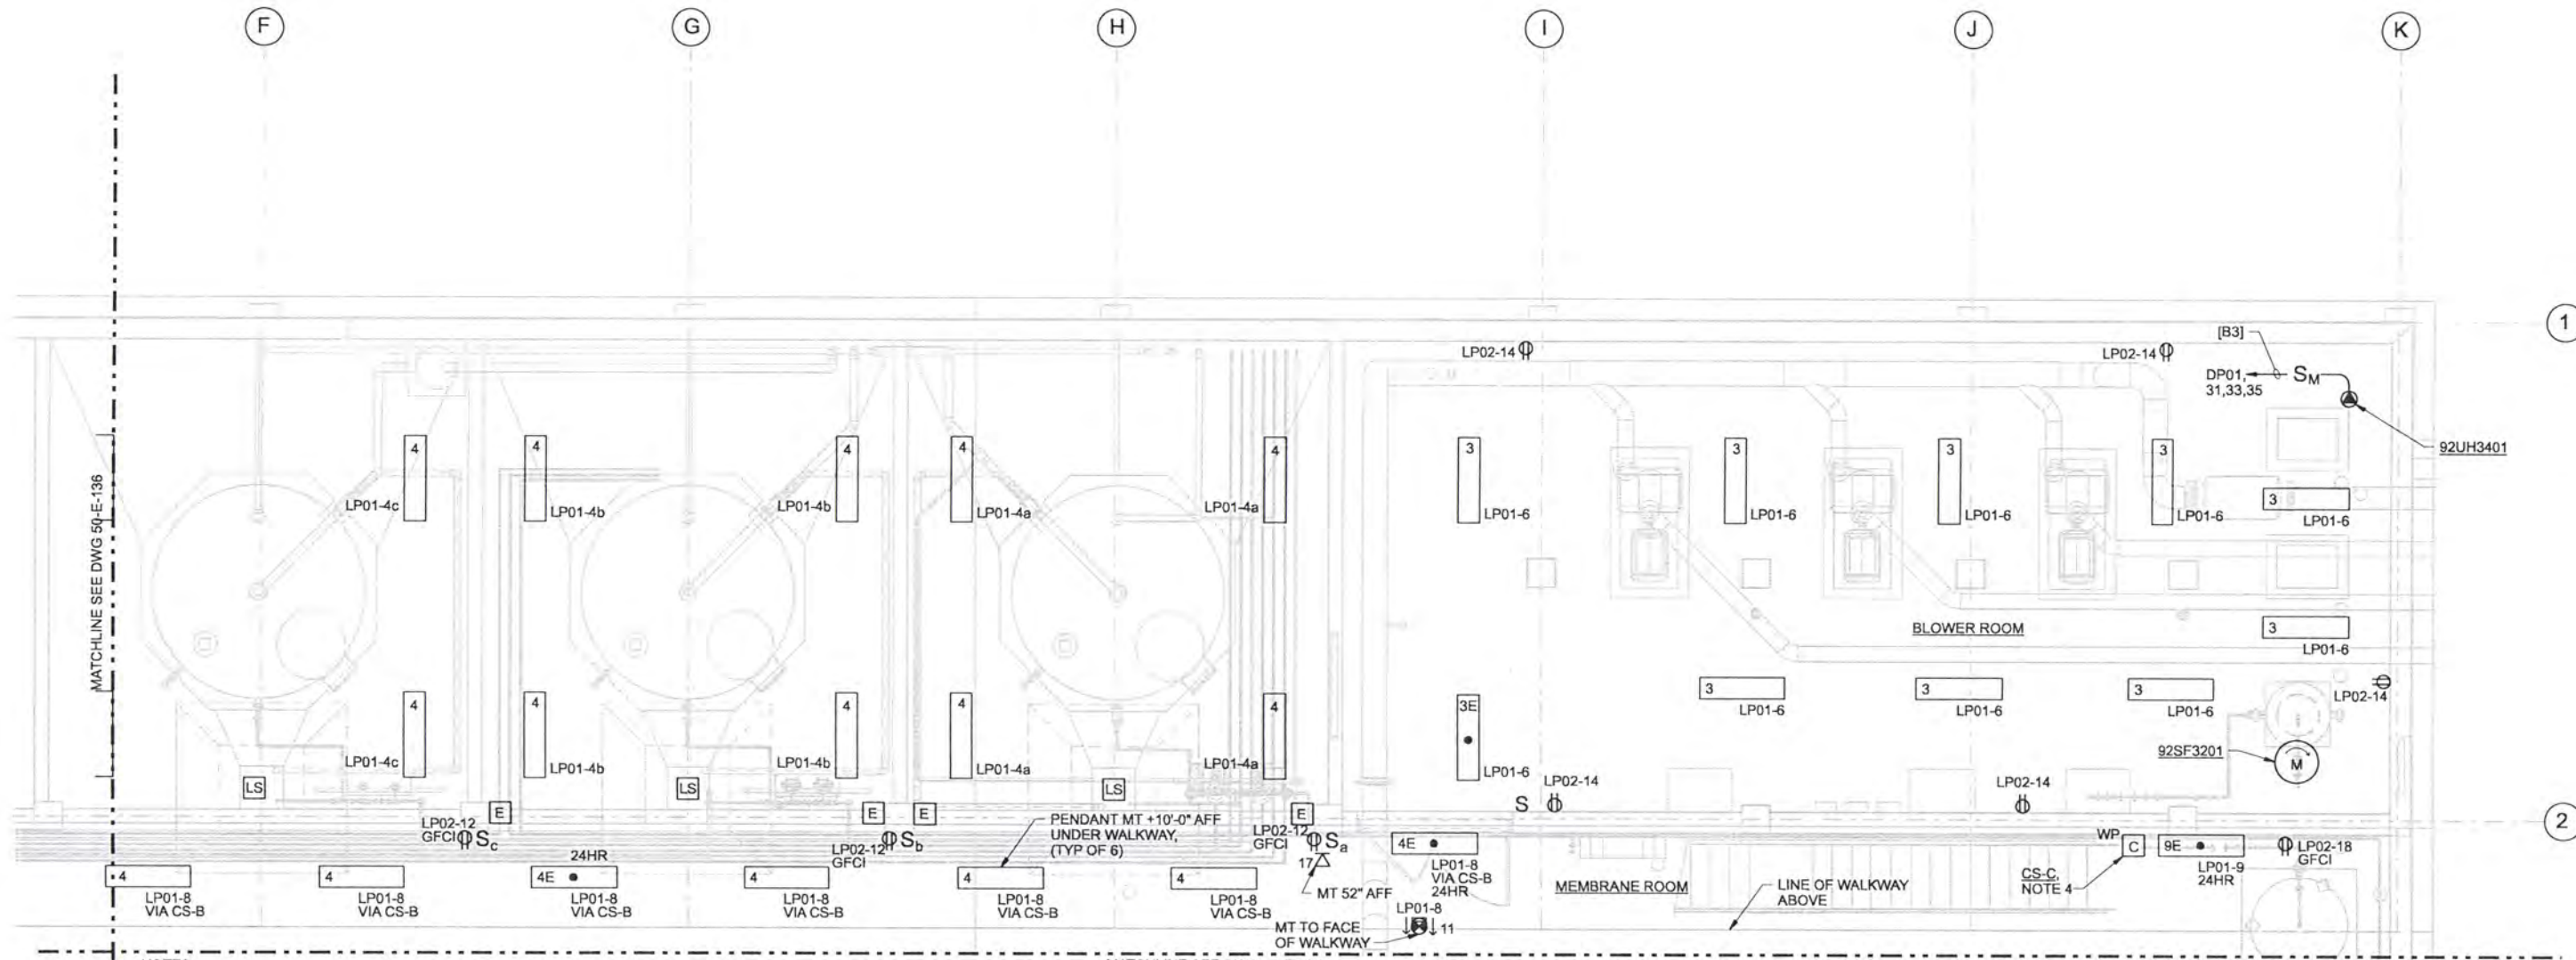 F
G
H
I
J
K
1
[B3]
LP02-14
LP02-14
DP01,
31,33,35
SM
92UH3401
MATCHLINE SEE DWG 50-E-136
4
LP01-4c
4
LP01-4b
4
LP01-4b
4
LP01-4a
4
LP01-4a
3
LP01-6
3
LP01-6
3
LP01-6
3
LP01-6
3
LP01-6
BLOWER ROOM
3
LP01-6
4
LP01-4c
4
LP01-4b
4
LP01-4b
4
LP01-4a
4
LP01-4a
3E
LP01-6
3
LP01-6
3
LP01-6
3
LP01-6
LP02-14
92SF3201
M
LS
LS
LS
S
LP02-14
LP02-14
E
E
E
E
2
LP02-12
GFCI
Sc
LP02-12
GFCI
Sb
PENDANT MT +10'-0" AFF
UNDER WALKWAY,
(TYP OF 6)
LP02-12
GFCI
Sa
17
MT 52" AFF
4E
LP01-8
VIA CS-B
24HR
WP
C
CS-C,
NOTE 4
9E
LP01-9
24HR
LP02-18
GFCI
4
LP01-8
VIA CS-B
4
LP01-8
VIA CS-B
24HR
4E
LP01-8
VIA CS-B
4
LP01-8
VIA CS-B
4
LP01-8
VIA CS-B
4
LP01-8
VIA CS-B
MEMBRANE ROOM
LINE OF WALKWAY
ABOVE
LP01-8
11
MT TO FACE
OF WALKWAY